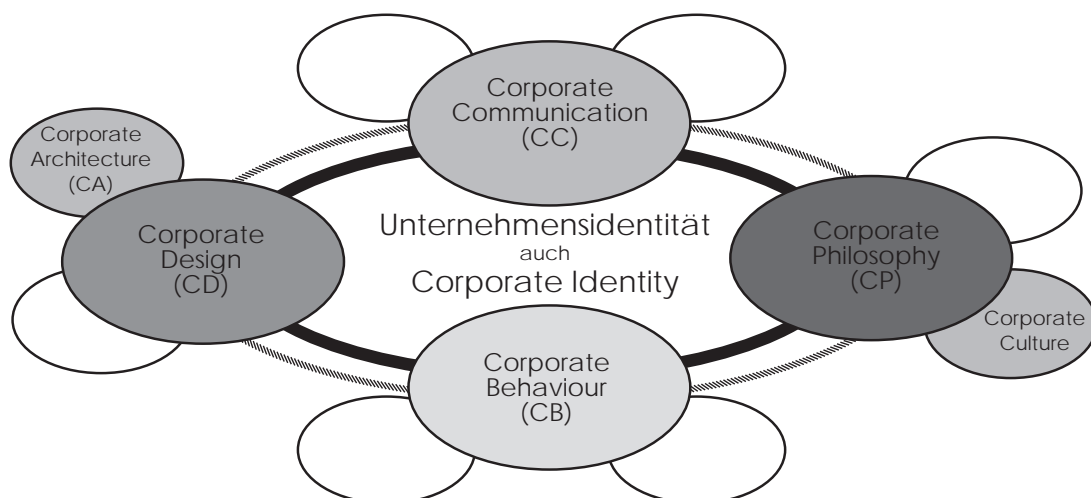 Corporate
Communication
(CC)
Corporate
Architecture
(CA)
Corporate
Design
(CD)
Unternehmensidentität
auch
Corporate Identity
Corporate
Philosophy
(CP)
Corporate
Culture
Corporate
Behaviour
(CB)